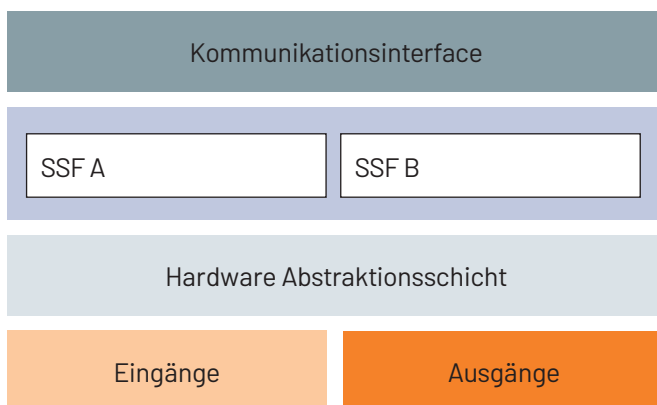 Kommunikationsinterface
SSF A
SSF B
Hardware Abstraktionsschicht
Eingänge
Ausgänge